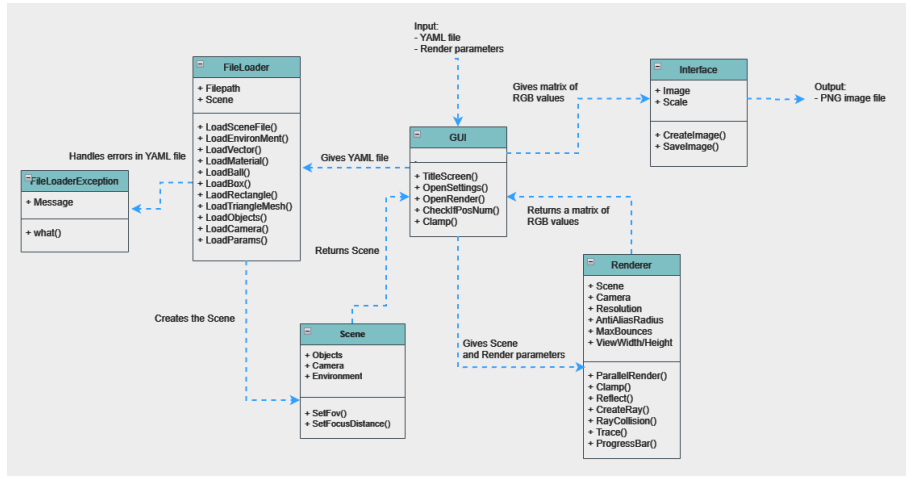 Input:
- YAML file
- Render parameters
FileLoader
+ Filepath
+ Scene
+ LoadSceneFile()
+ LoadEnvironMent()
+ LoadVector()
+ LoadMaterial()
+ LoadBall()
+ LoadBox()
+ LaodRectangle()
+ LoadTriangleMesh()
+ LoadObjects()
+ LoadCamera()
+ LoadParams()
Interface
+ Image
+ Scale
+ CreateImage()
+ SaveImage()
Gives matrix of
RGB values
Output:
- PNG image file
GUI
+ TitleScreen()
+ OpenSettings()
+ OpenRender()
+ CheckIfPosNum()
+ Clamp()
Handles errors in YAML file
Gives YAML file
FileLoaderException
+ Message
+ what()
Returns a matrix of
RGB values
Returns Scene
Renderer
+ Scene
+ Camera
+ Resolution
+ AntiAliasRadius
+ MaxBounces
+ ViewWidth/Height
+ ParallelRender()
+ Clamp()
+ Reflect()
+ CreateRay()
+ RayCollision()
+ Trace()
+ ProgressBar()
Creates the Scene
Scene
+ Objects
+ Camera
+ Environment
+ SetFov()
+ SetFocusDistance()
Gives Scene
and Render parameters